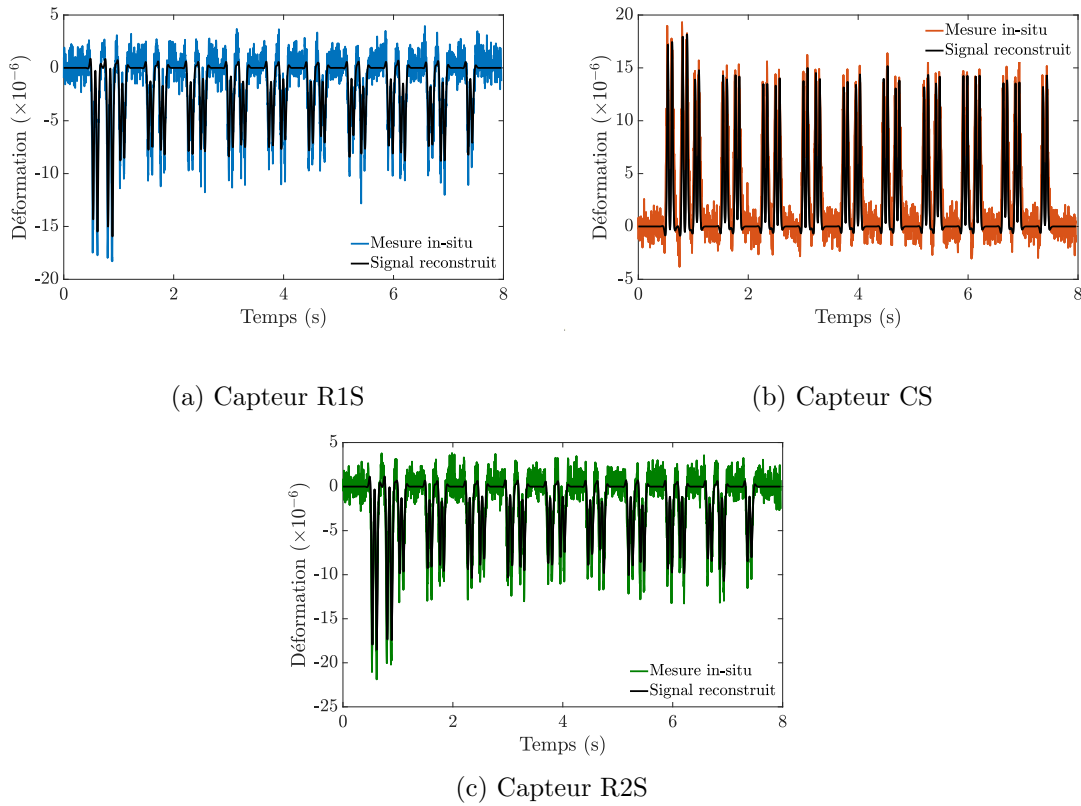 5
0
-5
-10
-15
-20
Déformation (×10⁻⁶)
Mesure in-situ
Signal reconstruit
0 2 4 6 8
Temps (s)
(a) Capteur R1S
20
15
10
5
0
-5
Déformation (×10⁻⁶)
Mesure in-situ
Signal reconstruit
0 2 4 6 8
Temps (s)
(b) Capteur CS
5
0
-5
-10
-15
-20
-25
Déformation (×10⁻⁶)
Mesure in-situ
Signal reconstruit
0 2 4 6 8
Temps (s)
(c) Capteur R2S